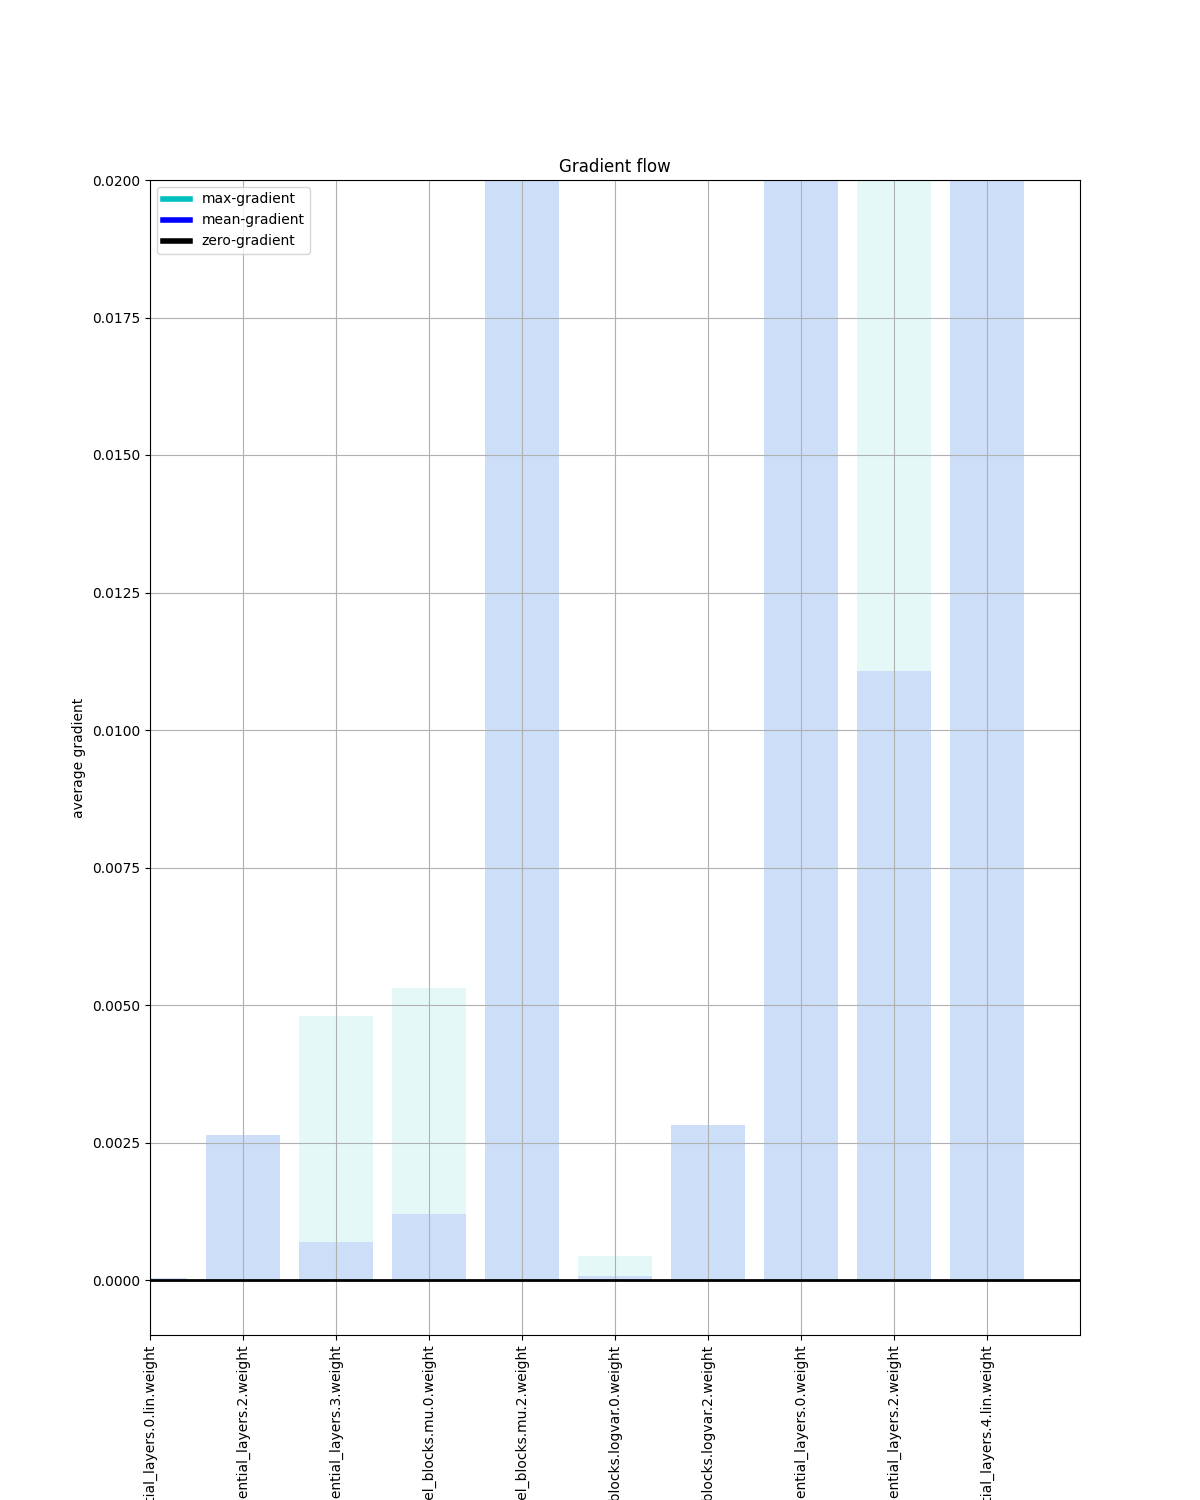 Gradient flow
max-gradient
mean-gradient
zero-gradient
0.0200
0.0175
0.0150
0.0125
0.0100
0.0075
0.0050
0.0025
0.0000
average gradient
tial_layers.0.lin.weight
ential_layers.2.weight
ential_layers.3.weight
el_blocks.mu.0.weight
el_blocks.mu.2.weight
blocks.logvar.0.weight
blocks.logvar.2.weight
ential_layers.0.weight
ential_layers.2.weight
tial_layers.4.lin.weight